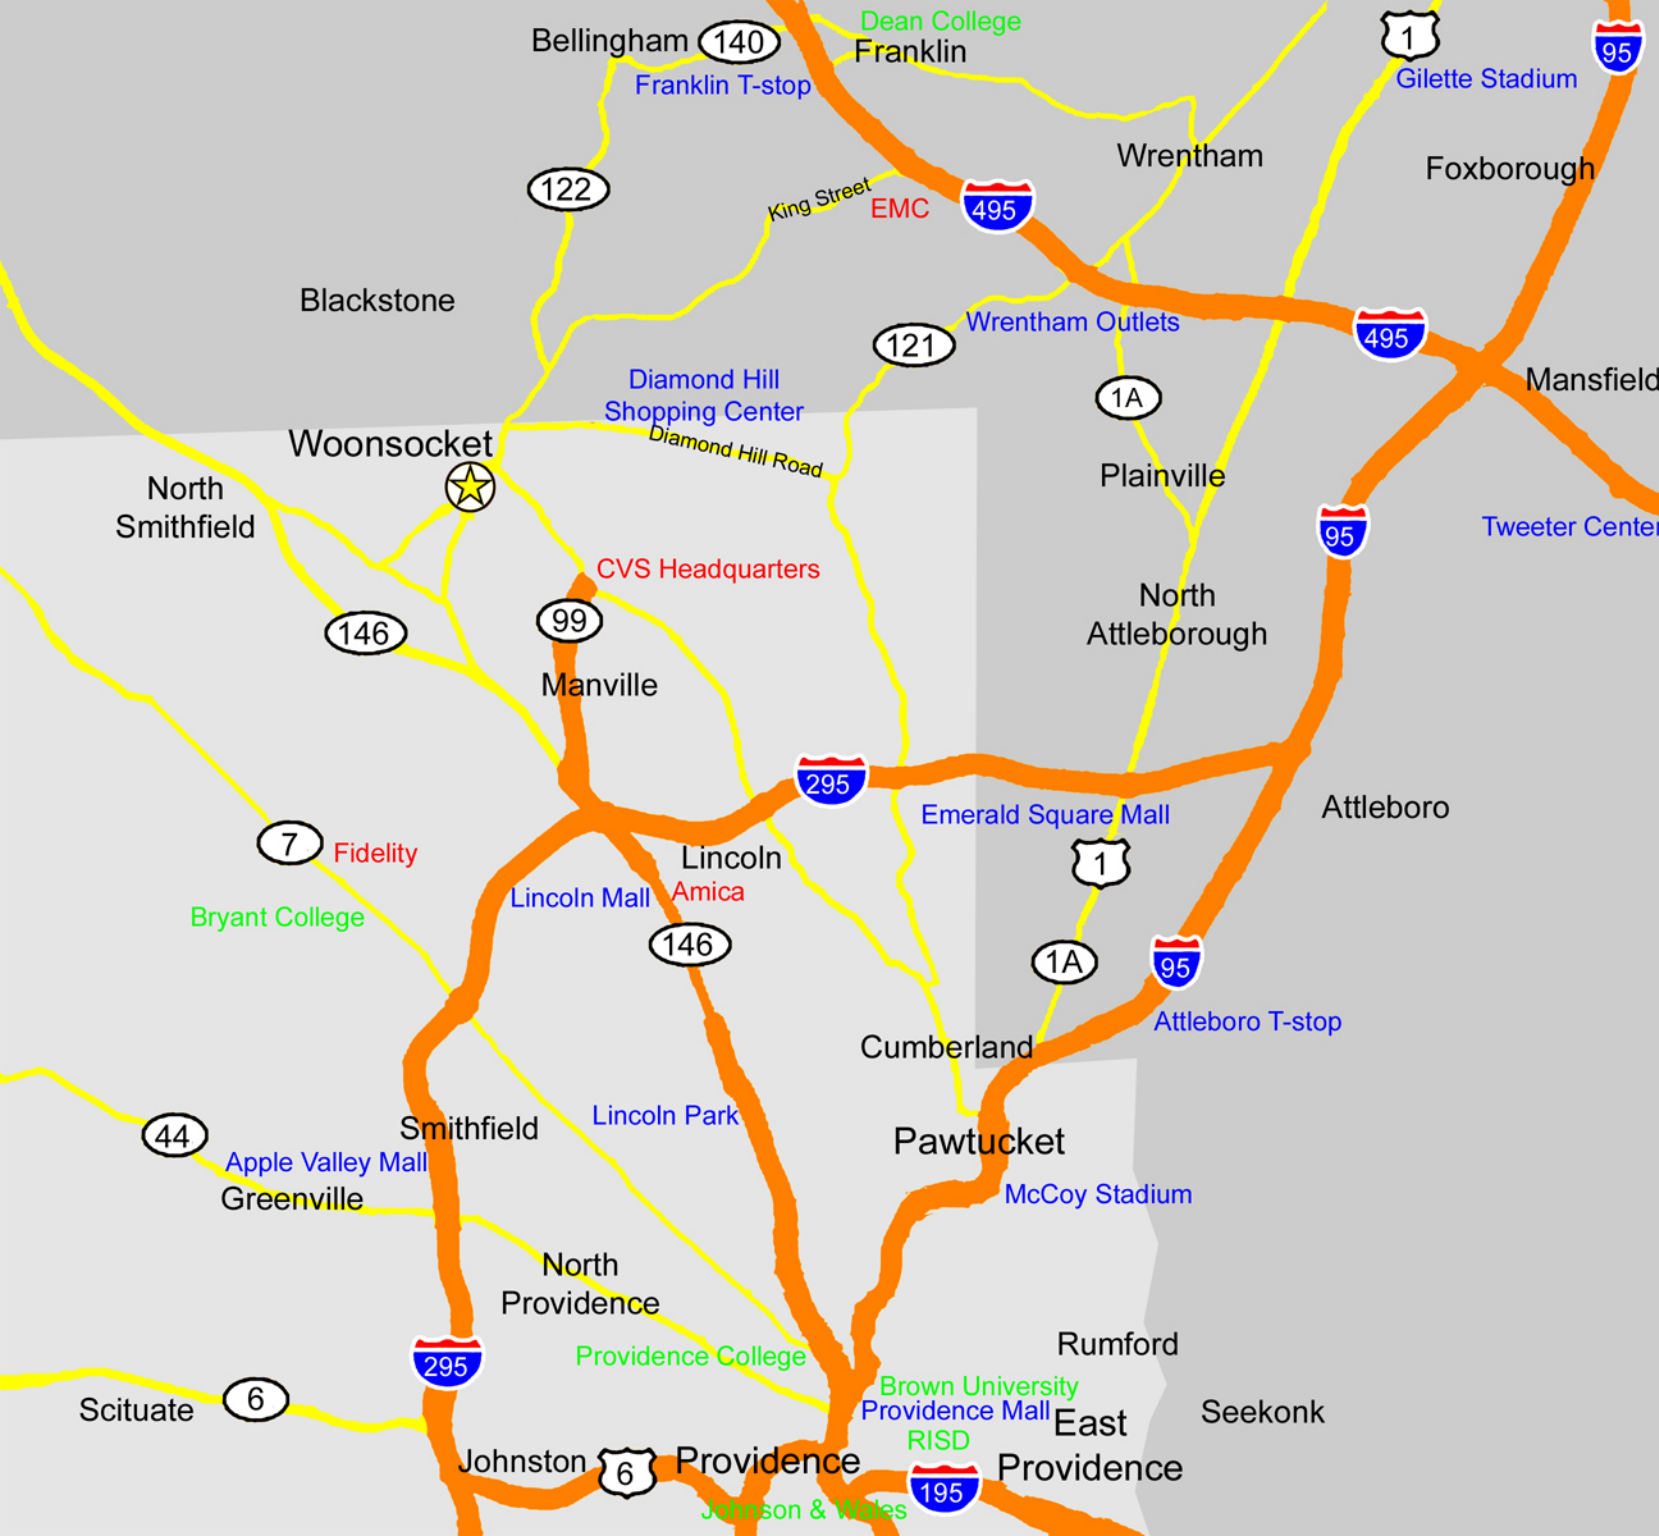 Dean College
Bellingham
140
Franklin
1
95
Franklin T-stop
Gilette Stadium
Wrentham
Foxborough
122
King Street
EMC
495
Blackstone
121
Wrentham Outlets
495
Diamond Hill
Shopping Center
1A
Mansfield
Woonsocket
Diamond Hill Road
Plainville
North
Smithfield
95
Tweeter Center
CVS Headquarters
North
Attleborough
99
146
Manville
295
Emerald Square Mall
Attleboro
7
Fidelity
Lincoln
1
Lincoln Mall
Amica
Bryant College
146
1A
95
Attleboro T-stop
Cumberland
Lincoln Park
44
Smithfield
Pawtucket
Apple Valley Mall
Greenville
McCoy Stadium
North
Providence
Rumford
Providence College
295
Brown University
Providence Mall
6
Scituate
East
Providence
Seekonk
RISD
Johnston
6
Providence
195
Johnson & Wales